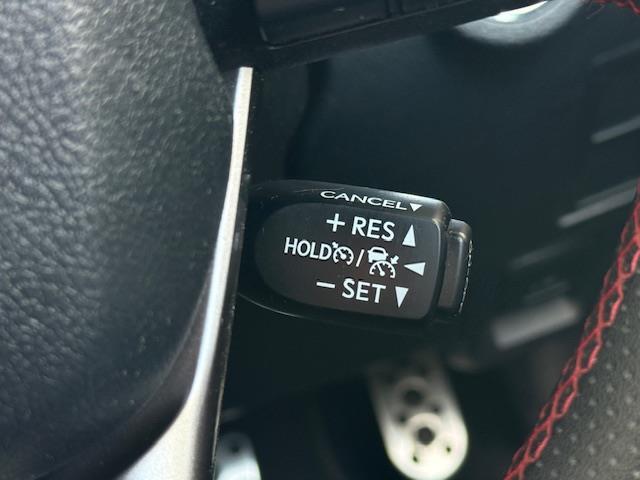 CANCEL▼
+ RES ▲
HOLD / ◀
− SET ▼